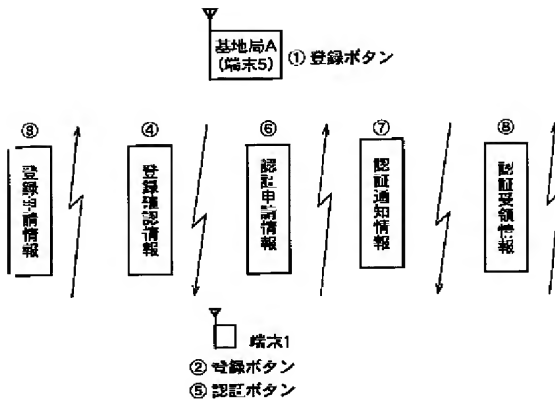 基地局A
(端末5)
① 登録ボタン
③
④
⑥
⑦
⑧
登録申請情報
登録確認情報
認証申請情報
認証通知情報
認証受領情報
端末1
② 登録ボタン
⑤ 認証ボタン